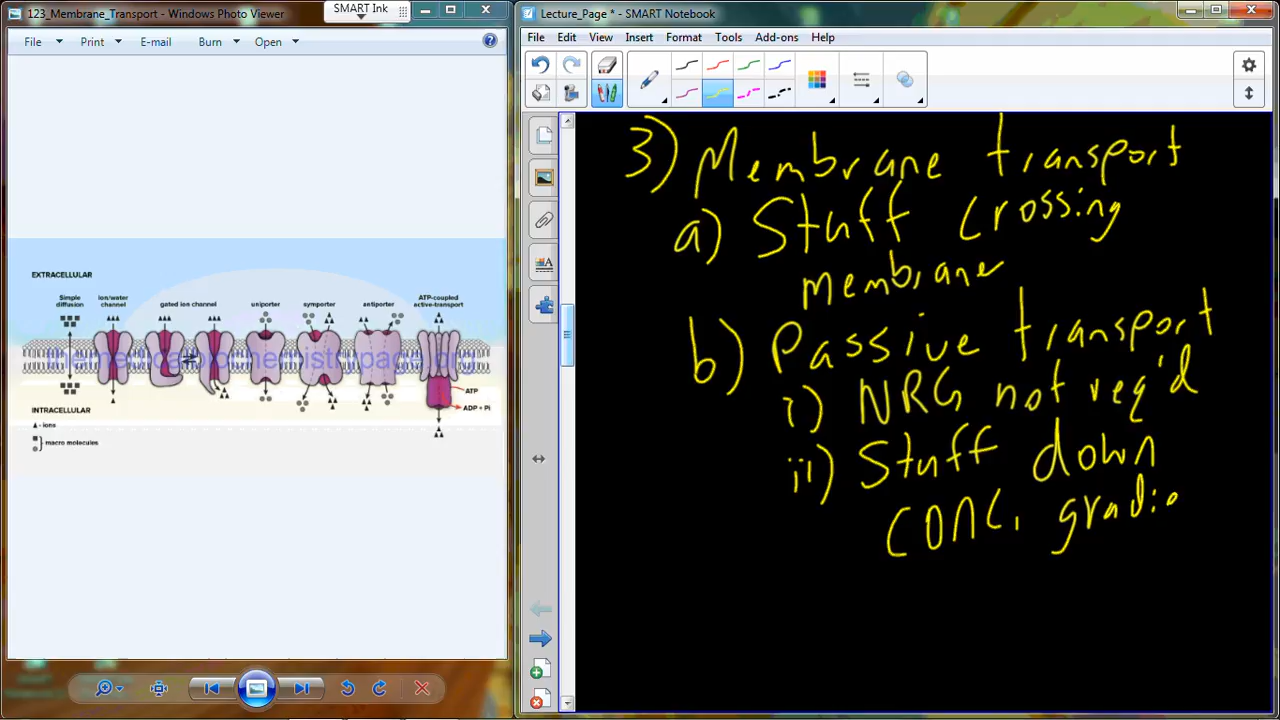 123_Membrane_Transport - Windows Photo Viewer
SMART Ink
File Print E-mail Burn Open
EXTRACELLULAR
Simple diffusion
ion/water channel
gated ion channel
uniporter
symporter
antiporter
ATP-coupled active-transport
themedicalbiochemistrypage.org
ATP
ADP + Pi
INTRACELLULAR
- ions
macro molecules
Lecture_Page * - SMART Notebook
File Edit View Insert Format Tools Add-ons Help
3) Membrane transport
a) Stuff crossing
membrane
b) Passive transport
i) NRG not req'd
ii) Stuff down
conc. gradie